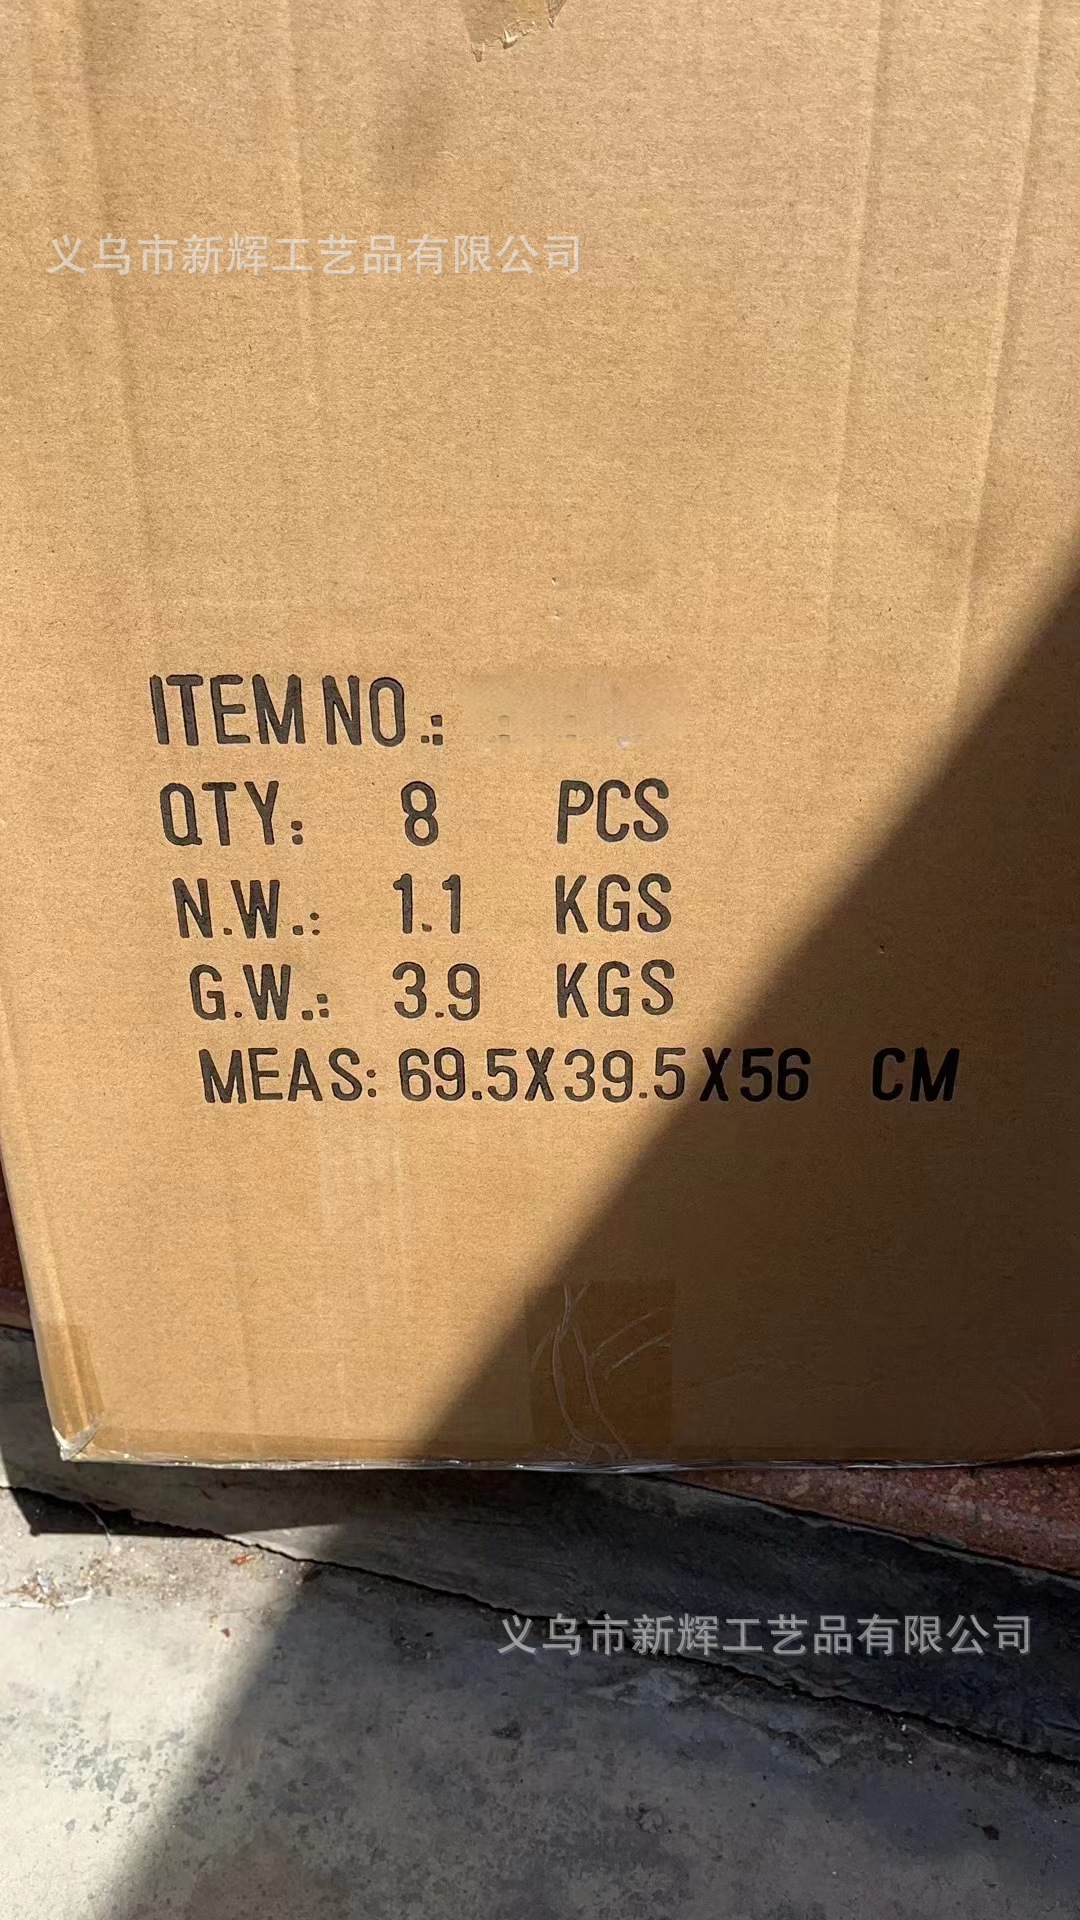 义乌市新辉工艺品有限公司
ITEM NO.:
QTY: 8 PCS
N.W.: 1.1 KGS
G.W.: 3.9 KGS
MEAS: 69.5X39.5X56 CM
义乌市新辉工艺品有限公司